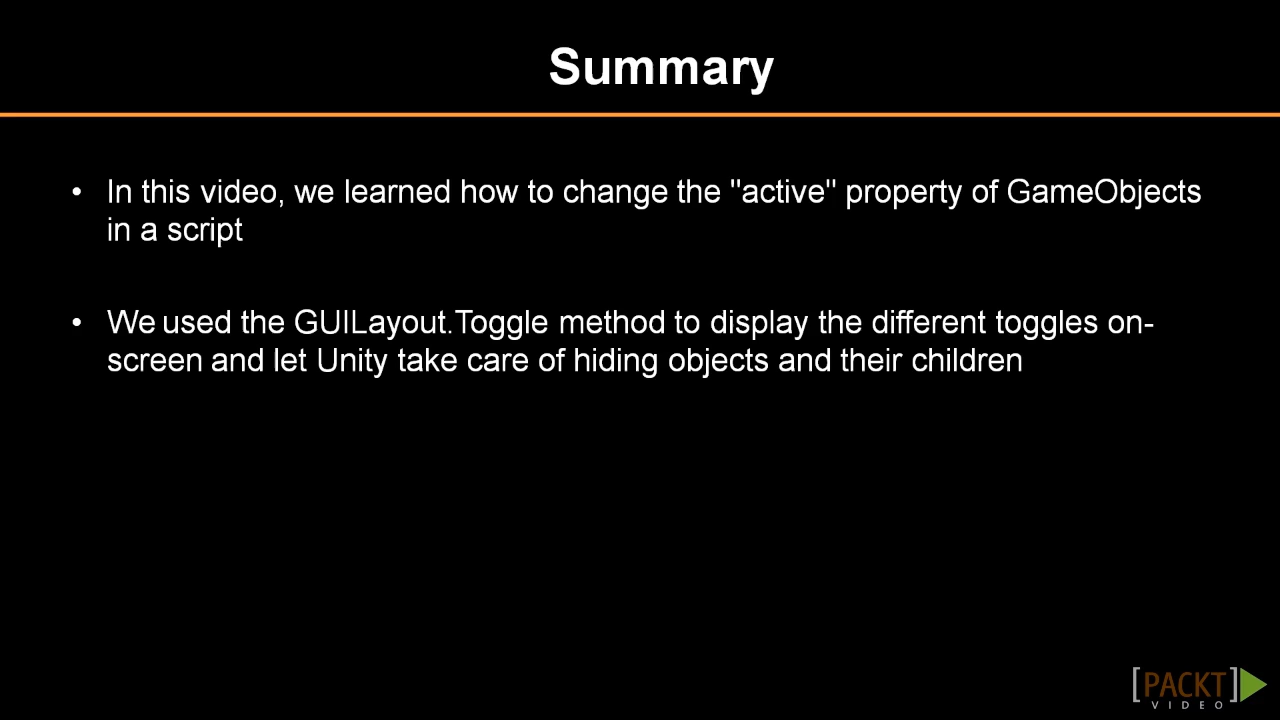 Summary
• In this video, we learned how to change the "active" property of GameObjects
in a script
• We used the GUILayout.Toggle method to display the different toggles on-
screen and let Unity take care of hiding objects and their children
[PACKT]
VIDEO